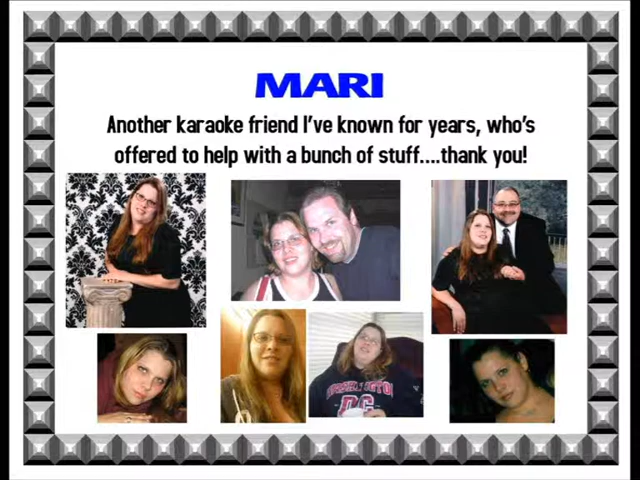 MARI
Another karaoke friend I've known for years, who's
offered to help with a bunch of stuff....thank you!